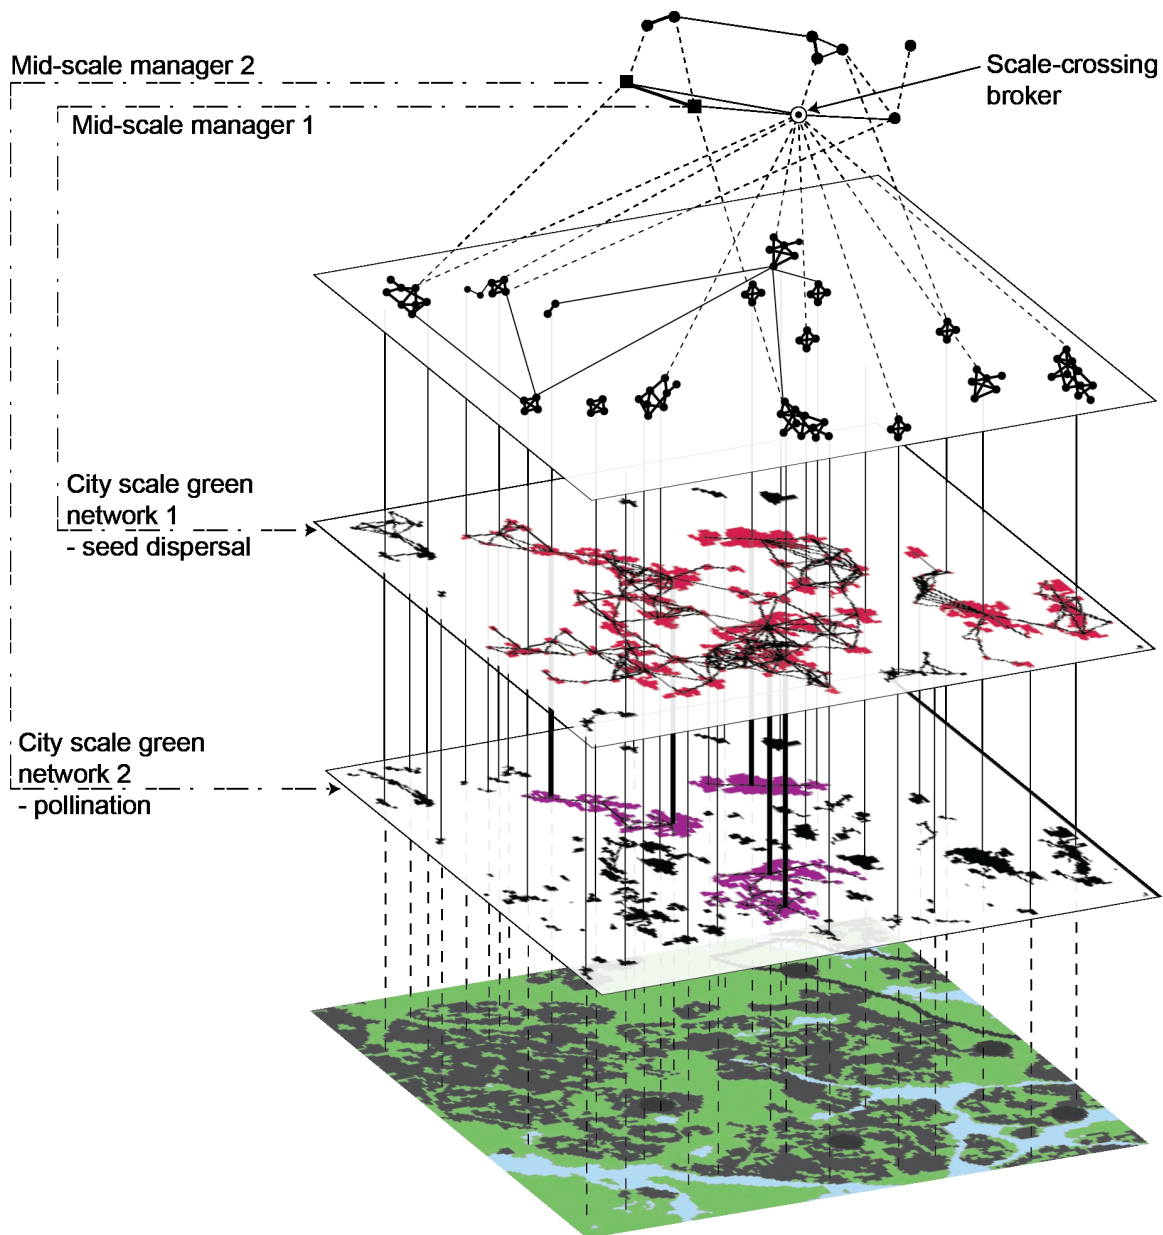 Mid-scale manager 2
Scale-crossing
broker
Mid-scale manager 1
City scale green
network 1
- seed dispersal
City scale green
network 2
- pollination